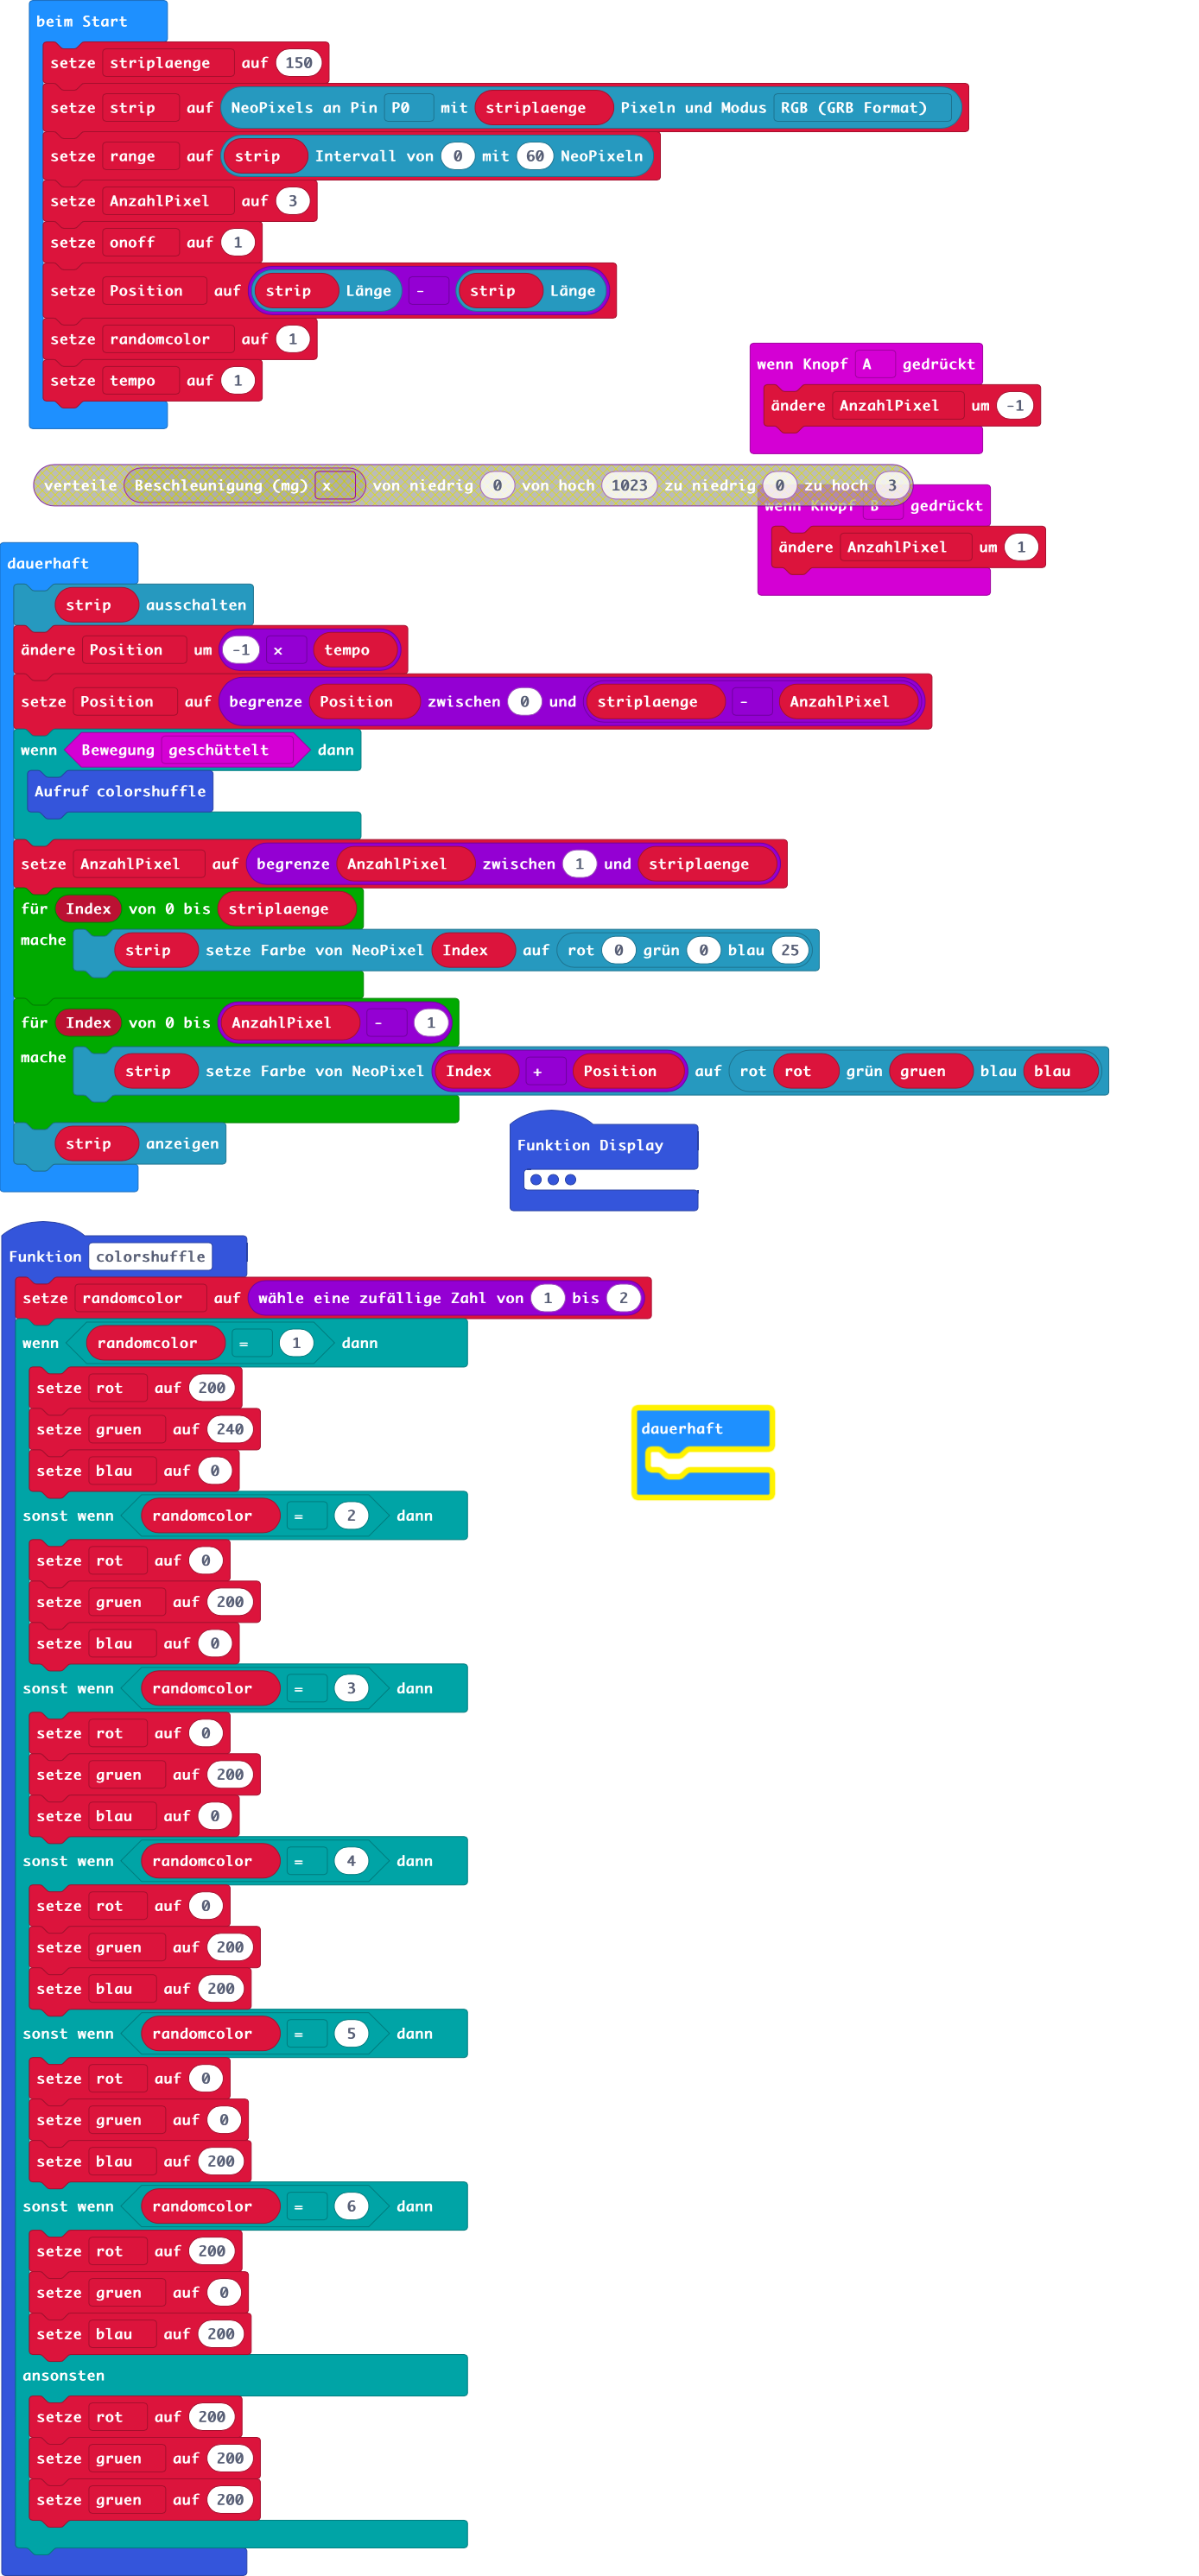 beim Start
setze striplaenge auf 150
setze strip auf NeoPixels an Pin P0 mit striplaenge Pixeln und Modus RGB (GRB Format)
setze range auf strip Intervall von 0 mit 60 NeoPixeln
setze AnzahlPixel auf 3
setze onoff auf 1
setze Position auf strip Länge - strip Länge
setze randomcolor auf 1
setze tempo auf 1
wenn Knopf A gedrückt
ändere AnzahlPixel um -1
verteile Beschleunigung (mg) x von niedrig 0 von hoch 1023 zu niedrig 0 zu hoch 3
wenn Knopf B gedrückt
ändere AnzahlPixel um 1
dauerhaft
strip ausschalten
ändere Position um -1 × tempo
setze Position auf begrenze Position zwischen 0 und striplaenge - AnzahlPixel
wenn Bewegung geschüttelt dann
Aufruf colorshuffle
setze AnzahlPixel auf begrenze AnzahlPixel zwischen 1 und striplaenge
für Index von 0 bis striplaenge
mache strip setze Farbe von NeoPixel Index auf rot 0 grün 0 blau 25
für Index von 0 bis AnzahlPixel - 1
mache strip setze Farbe von NeoPixel Index + Position auf rot rot grün gruen blau blau
strip anzeigen
Funktion Display
Funktion colorshuffle
setze randomcolor auf wähle eine zufällige Zahl von 1 bis 2
wenn randomcolor = 1 dann
setze rot auf 200
setze gruen auf 240
setze blau auf 0
sonst wenn randomcolor = 2 dann
setze rot auf 0
setze gruen auf 200
setze blau auf 0
sonst wenn randomcolor = 3 dann
setze rot auf 0
setze gruen auf 200
setze blau auf 0
sonst wenn randomcolor = 4 dann
setze rot auf 0
setze gruen auf 200
setze blau auf 200
sonst wenn randomcolor = 5 dann
setze rot auf 0
setze gruen auf 0
setze blau auf 200
sonst wenn randomcolor = 6 dann
setze rot auf 200
setze gruen auf 0
setze blau auf 200
ansonsten
setze rot auf 200
setze gruen auf 200
setze gruen auf 200
dauerhaft